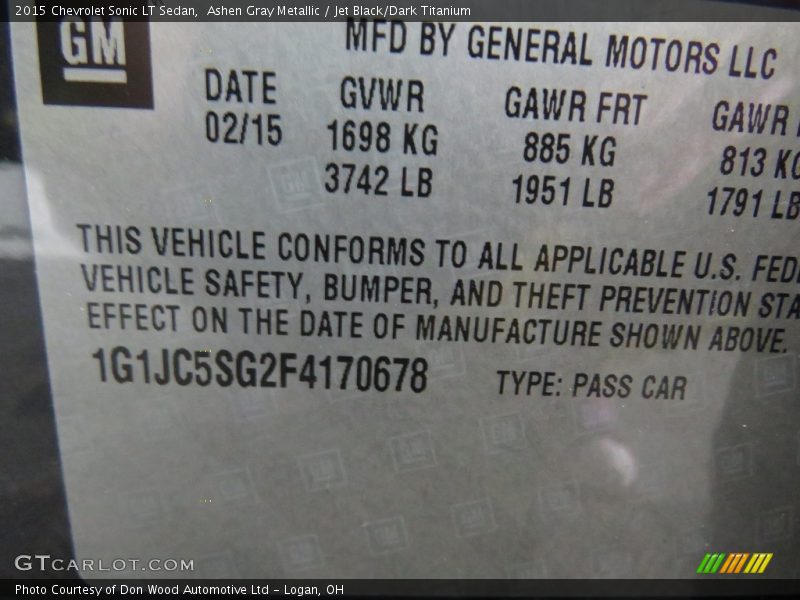 2015 Chevrolet Sonic LT Sedan, Ashen Gray Metallic / Jet Black/Dark Titanium
GM
MFD BY GENERAL MOTORS LLC
DATE GVWR GAWR FRT GAWR
02/15 1698 KG 885 KG 813 KG
3742 LB 1951 LB 1791 LB
THIS VEHICLE CONFORMS TO ALL APPLICABLE U.S. FEDE
VEHICLE SAFETY, BUMPER, AND THEFT PREVENTION STA
EFFECT ON THE DATE OF MANUFACTURE SHOWN ABOVE.
1G1JC5SG2F4170678 TYPE: PASS CAR
GTCARLOT.COM
Photo Courtesy of Don Wood Automotive Ltd - Logan, OH